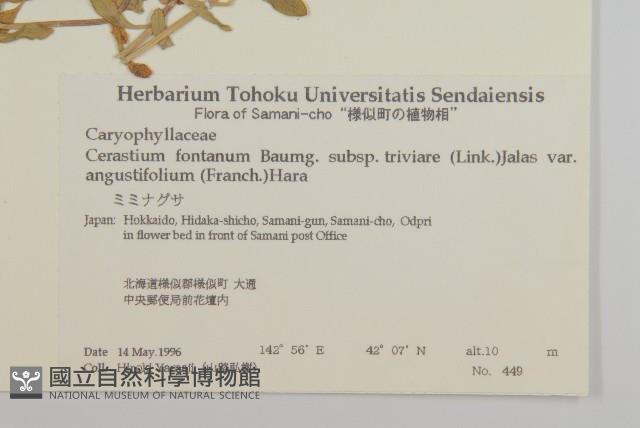 Herbarium Tohoku Universitatis Sendaiensis
Flora of Samani-cho “様似町の植物相”
Caryophyllaceae
Cerastium fontanum Baumg. subsp. triviare (Link.)Jalas var.
angustifolium (Franch.)Hara
ミミナグサ
Japan: Hokkaido, Hidaka-shicho, Samani-gun, Samani-cho, Odpri
in flower bed in front of Samani post Office
北海道様似郡様似町 大通
中央郵便局前花壇内
Date 14 May. 1996 142° 56' E 42° 07' N alt.10 m
Coll.
No. 449
國立自然科學博物館
NATIONAL MUSEUM OF NATURAL SCIENCE